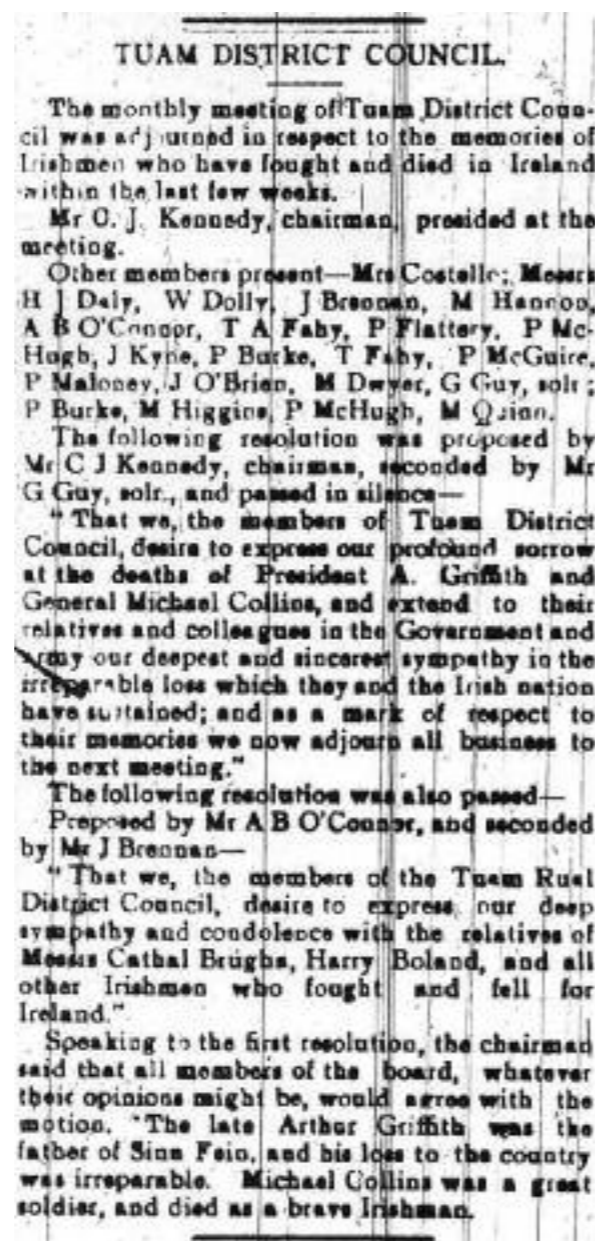 TUAM DISTRICT COUNCIL.
The monthly meeting of Tuam District Coun-
cil was adjourned in respect to the memories of
Irishmen who have fought and died in Ireland
within the last few weeks.
Mr C. J. Kennedy, chairman, presided at the
meeting.
Other members present—Mrs Costello; Messrs
H J Daly, W Dolly, J Brennan, M Hannon,
A B O'Connor, T A Fahy, P Flattery, P Mc-
Hugh, J Kyne, P Burke, T Fahy, P McGuire,
P Maloney, J O'Brien, M Dwyer, G Guy, solr;
P Burke, M Higgins, P McHugh, M Quinn.
The following resolution was proposed by
Mr C J Kennedy, chairman, seconded by Mr
G Guy, solr., and passed in silence—
"That we, the members of Tuam District
Council, desire to express our profound sorrow
at the deaths of President A. Griffith and
General Michael Collins, and extend to their
relatives and colleagues in the Government and
army our deepest and sincerest sympathy in the
irreparable loss which they and the Irish nation
have sustained; and as a mark of respect to
their memories we now adjourn all business to
the next meeting."
The following resolution was also passed—
Proposed by Mr A B O'Connor, and seconded
by Mr J Brennan—
"That we, the members of the Tuam Rual
District Council, desire to express our deep
sympathy and condolence with the relatives of
Messrs Cathal Brugha, Harry Boland, and all
other Irishmen who fought and fell for
Ireland."
Speaking to the first resolution, the chairman
said that all members of the board, whatever
their opinions might be, would agree with the
motion. "The late Arthur Griffith was the
father of Sinn Fein, and his loss to the country
was irreparable. Michael Collins was a great
soldier, and died as a brave Irishman.